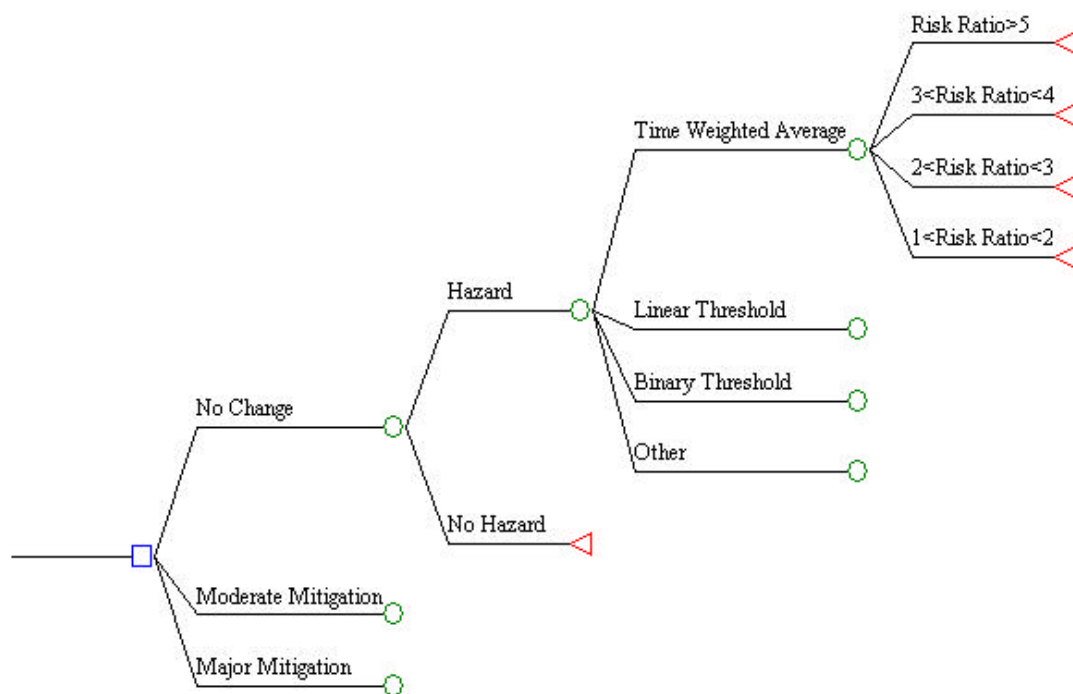 Risk Ratio>5
3<Risk Ratio<4
Time Weighted Average
2<Risk Ratio<3
1<Risk Ratio<2
Hazard
Linear Threshold
Binary Threshold
No Change
Other
No Hazard
Moderate Mitigation
Major Mitigation